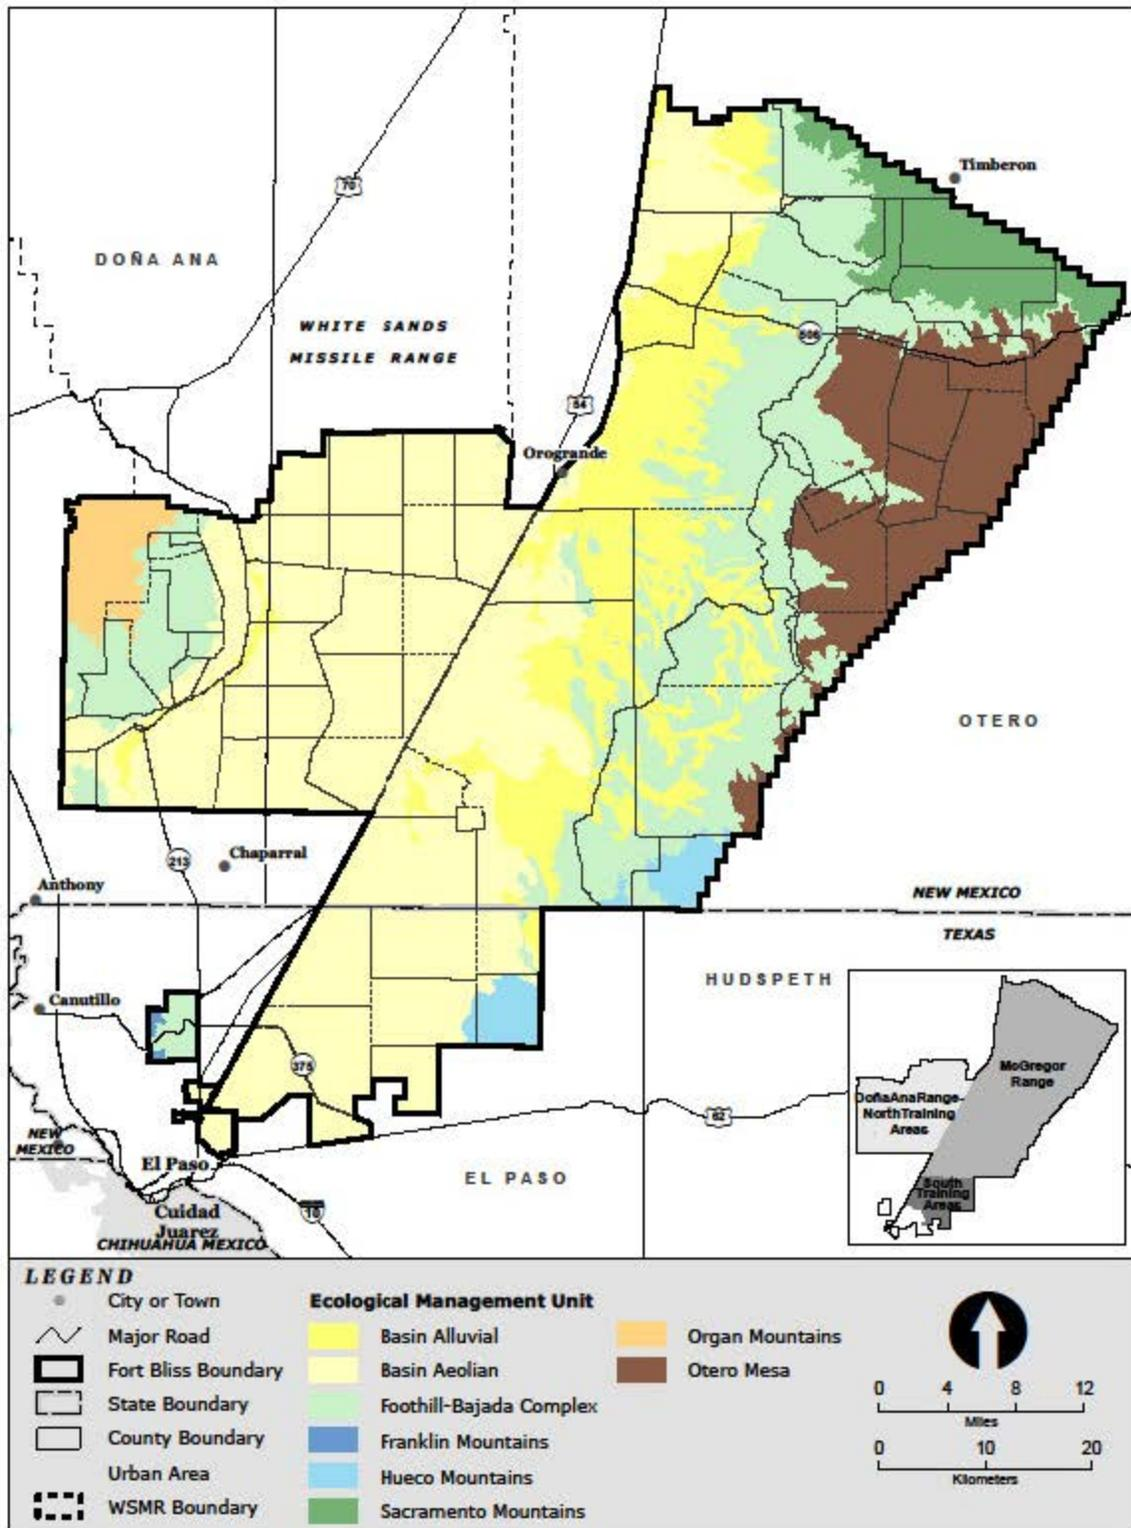 70
Timberon
DOÑA ANA
WHITE SANDS
MISSILE RANGE
506
54
Orogrande
OTERO
213
Chaparral
Anthony
NEW MEXICO
TEXAS
HUDSPETH
Canutillo
375
McGregor
Range
DoñaAnaRange-
NorthTraining
Areas
South
Training
Areas
62
NEW
MEXICO
El Paso
EL PASO
Cuidad
Juarez
10
CHIHUAHUA MEXICO
LEGEND
City or Town
Major Road
Fort Bliss Boundary
State Boundary
County Boundary
Urban Area
WSMR Boundary
Ecological Management Unit
Basin Alluvial
Basin Aeolian
Foothill-Bajada Complex
Franklin Mountains
Hueco Mountains
Sacramento Mountains
Organ Mountains
Otero Mesa
0 4 8 12
Miles
0 10 20
Kilometers